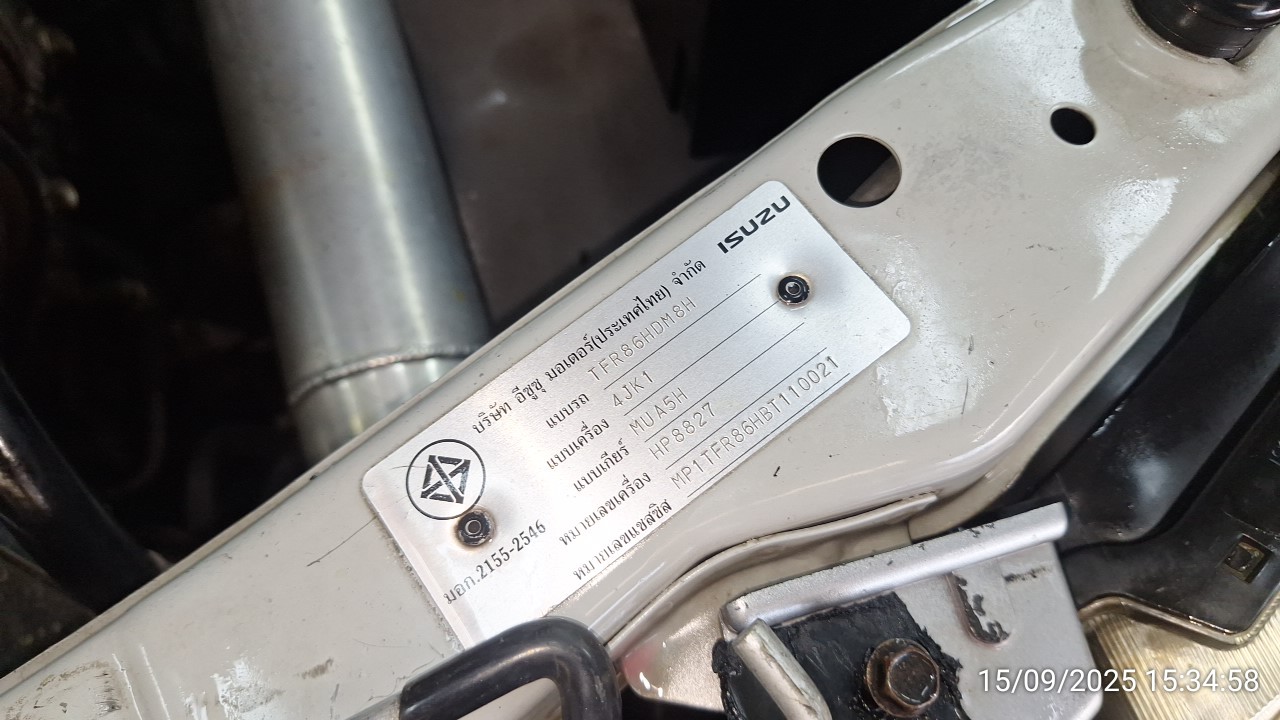 บริษัท อีซูซุ มอเตอร์(ประเทศไทย) จำกัด ISUZU
แบบรถ TFR86HDM8H
แบบเครื่อง 4JK1
แบบเกียร์ MUA5H
หมายเลขเครื่อง HP8827
หมายเลขแชสซิส MP1TFR86HBT110021
มอก.2155-2546
15/09/2025 15:34:58